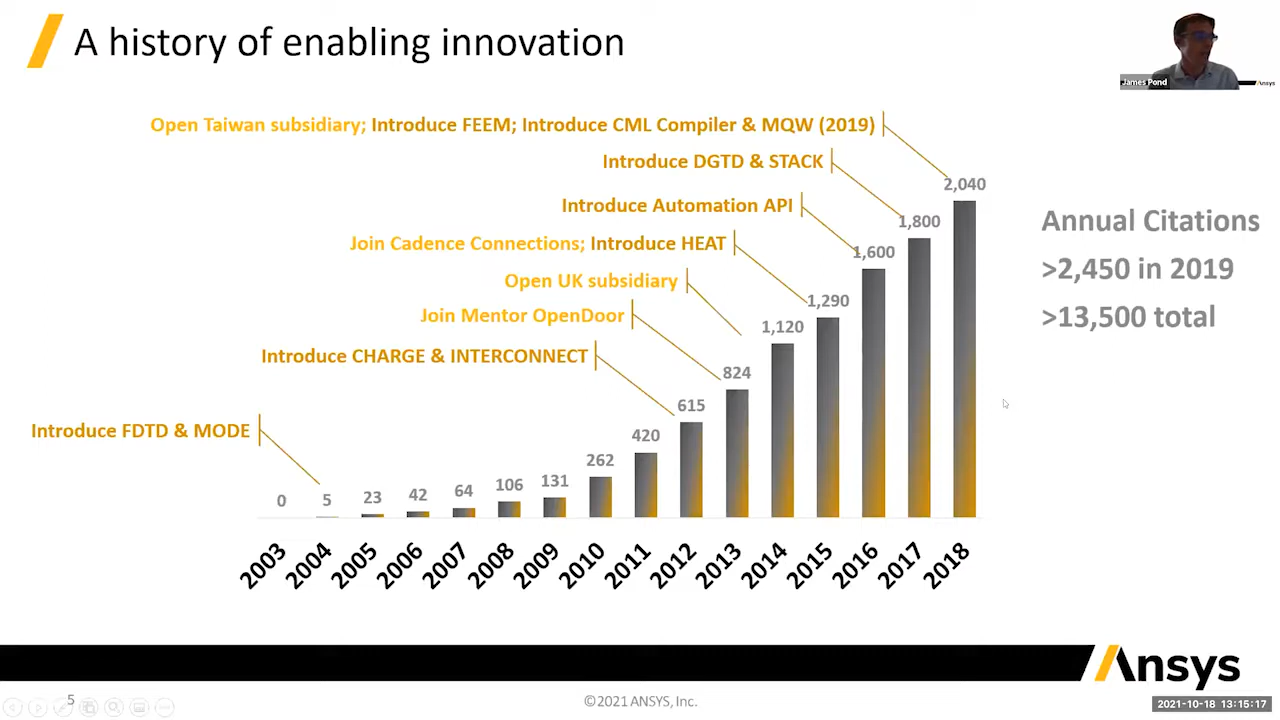 A history of enabling innovation
James Pond
Ansys
Open Taiwan subsidiary; Introduce FEEM; Introduce CML Compiler & MQW (2019)
Introduce DGTD & STACK
Introduce Automation API
Join Cadence Connections; Introduce HEAT
Open UK subsidiary
Join Mentor OpenDoor
Introduce CHARGE & INTERCONNECT
Introduce FDTD & MODE
0
5
23
42
64
106
131
262
420
615
824
1,120
1,290
1,600
1,800
2,040
2003
2004
2005
2006
2007
2008
2009
2010
2011
2012
2013
2014
2015
2016
2017
2018
Annual Citations
>2,450 in 2019
>13,500 total
Ansys
5
©2021 ANSYS, Inc.
2021-10-18 13:15:17